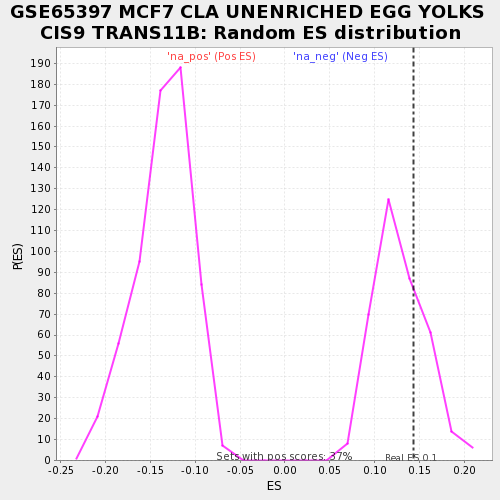 GSE65397 MCF7 CLA UNENRICHED EGG YOLKS
CIS9 TRANS11B: Random ES distribution
'na_pos' (Pos ES) 'na_neg' (Neg ES)
190
180
170
160
150
140
130
120
110
100
90
80
70
60
50
40
30
20
10
0
P(ES)
Sets with pos scores: 37%
Real ES 0.1
-0.25 -0.20 -0.15 -0.10 -0.05 0.00 0.05 0.10 0.15 0.20
ES